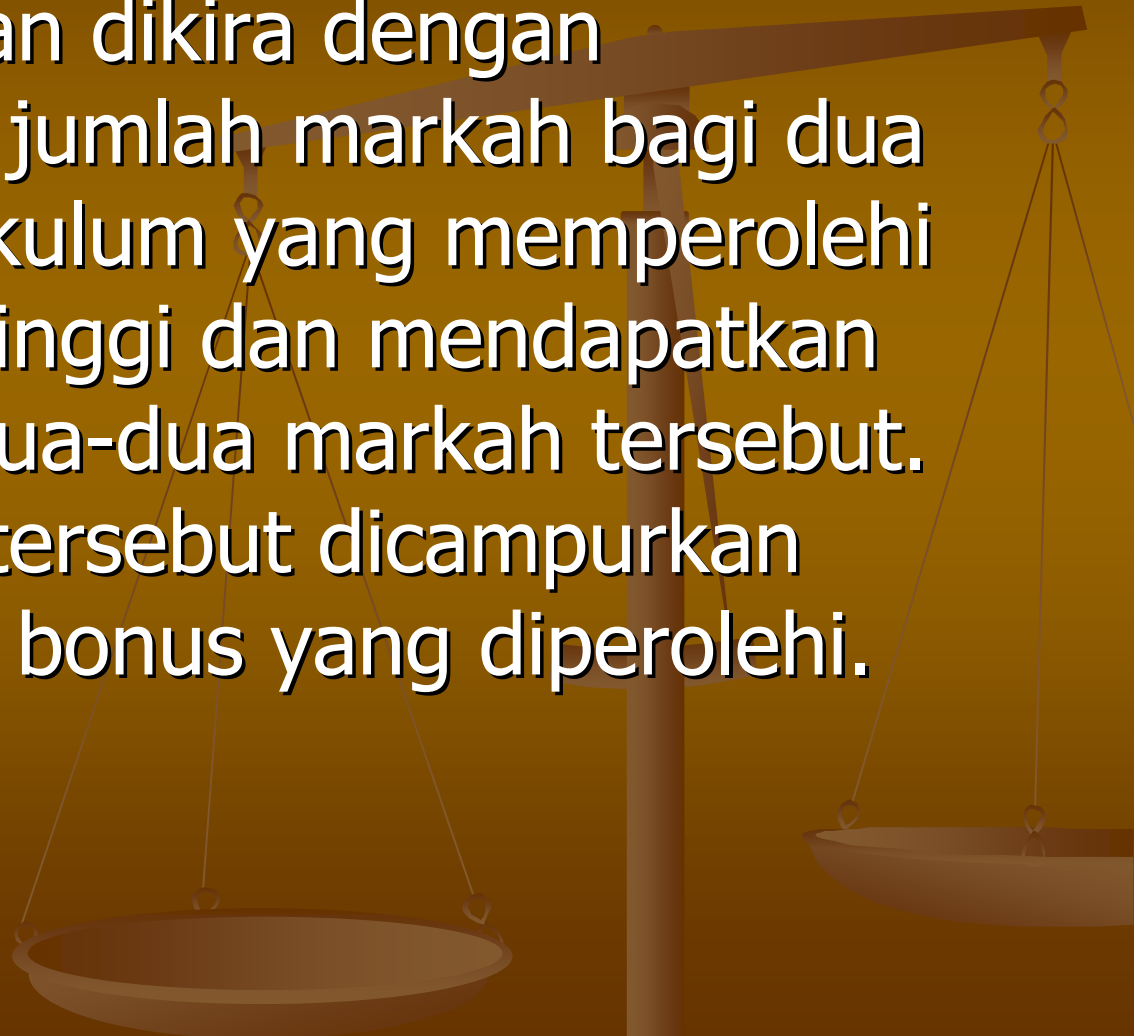 an dikira dengan
jumlah markah bagi dua
kulum yang memperolehi
inggi dan mendapatkan
ua-dua markah tersebut.
tersebut dicampurkan
bonus yang diperolehi.